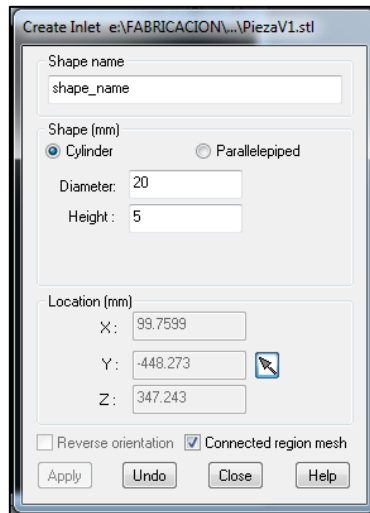 Create Inlet e:\FABRICACION\...\PiezaV1.stl
Shape name
shape_name
Shape (mm)
Cylinder Parallelepiped
Diameter: 20
Height : 5
Location (mm)
X : 99.7599
Y : -448.273
Z : 347.243
Reverse orientation Connected region mesh
Apply Undo Close Help